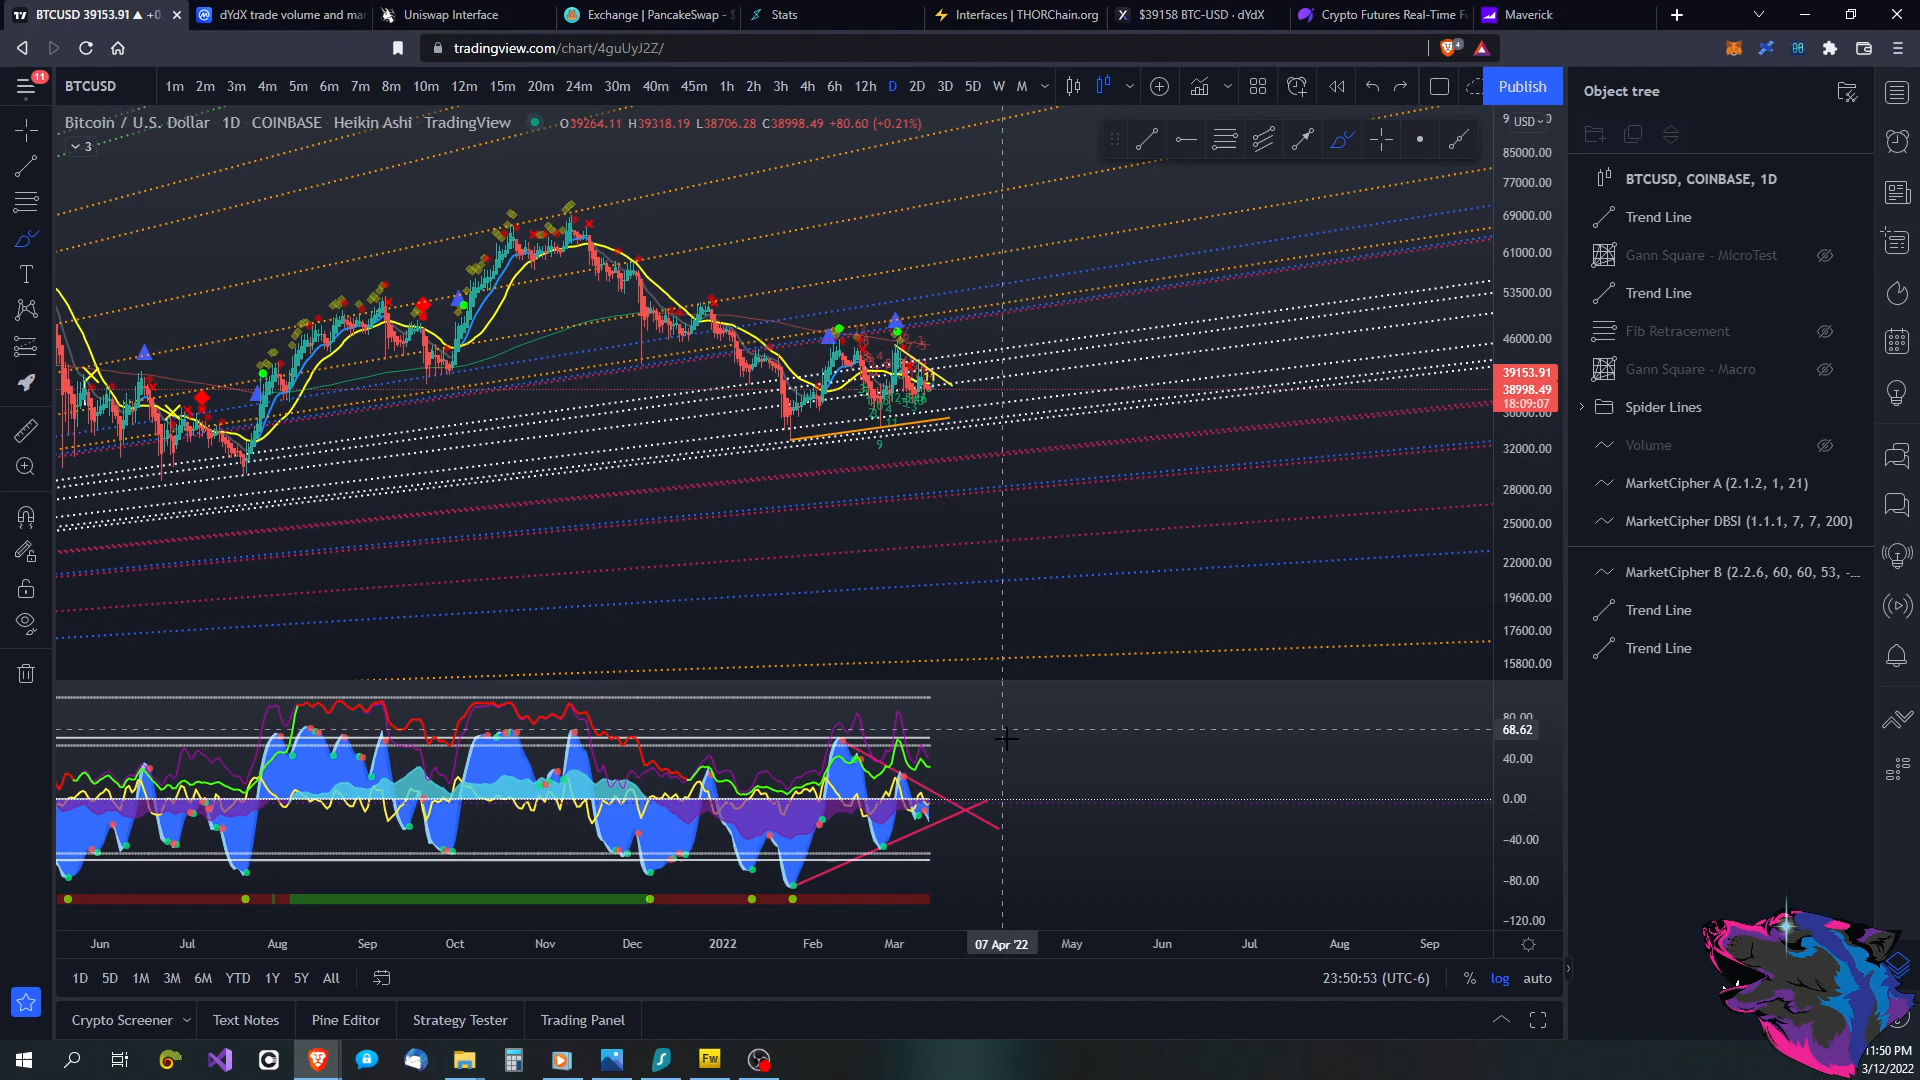 BTCUSD 39153.91 ▲ +0.
dYdX trade volume and mar
Uniswap Interface
Exchange | PancakeSwap - $
Stats
Interfaces | THORChain.org
$39158 BTC-USD · dYdX
Crypto Futures Real-Time F
Maverick
tradingview.com/chart/4guUyJ2Z/
4
11
BTCUSD
1m 2m 3m 4m 5m 6m 7m 8m 10m 12m 15m 20m 24m 30m 40m 45m 1h 2h 3h 4h 6h 12h D 2D 3D 5D W M
Publish
Object tree
Bitcoin / U.S. Dollar 1D COINBASE Heikin Ashi TradingView
O39264.11 H39318.19 L38706.28 C38998.49 +80.60 (+0.21%)
3
USD
85000.00
77000.00
69000.00
61000.00
53500.00
46000.00
39153.91
38998.49
18:09:07
36000.00
32000.00
28000.00
25000.00
22000.00
19600.00
17600.00
15800.00
BTCUSD, COINBASE, 1D
Trend Line
Gann Square - MicroTest
Trend Line
Fib Retracement
Gann Square - Macro
Spider Lines
Volume
MarketCipher A (2.1.2, 1, 21)
MarketCipher DBSI (1.1.1, 7, 7, 200)
MarketCipher B (2.2.6, 60, 60, 53, -...
Trend Line
Trend Line
11
9
80.00
68.62
40.00
0.00
−40.00
−80.00
−120.00
Jun Jul Aug Sep Oct Nov Dec 2022 Feb Mar 07 Apr '22 May Jun Jul Aug Sep
1D 5D 1M 3M 6M YTD 1Y 5Y All
23:50:53 (UTC-6)
% log auto
Crypto Screener
Text Notes
Pine Editor
Strategy Tester
Trading Panel
Fw
11:50 PM
3/12/2022